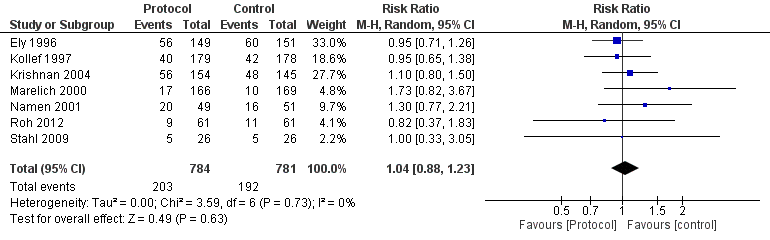 Protocol Control Risk Ratio Risk Ratio
Study or Subgroup Events Total Events Total Weight M-H, Random, 95% CI M-H, Random, 95% CI
Ely 1996 56 149 60 151 33.0% 0.95 [0.71, 1.26]
Kollef 1997 40 179 42 178 18.6% 0.95 [0.65, 1.38]
Krishnan 2004 56 154 48 145 27.7% 1.10 [0.80, 1.50]
Marelich 2000 17 166 10 169 4.8% 1.73 [0.82, 3.67]
Namen 2001 20 49 16 51 9.0% 1.30 [0.77, 2.21]
Roh 2012 9 61 11 61 4.7% 0.82 [0.37, 1.83]
Stahl 2009 5 26 5 26 2.2% 1.00 [0.33, 3.05]
Total (95% CI) 784 781 100.0% 1.04 [0.88, 1.23]
Total events 203 192
Heterogeneity: Tau² = 0.00; Chi² = 3.59, df = 6 (P = 0.73); I² = 0%
Test for overall effect: Z = 0.49 (P = 0.63)
0.5 0.7 1 1.5 2
Favours [Protocol] Favours [control]